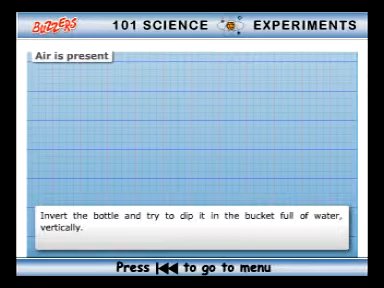 BUZZERS 101 SCIENCE EXPERIMENTS
Air is present
Invert the bottle and try to dip it in the bucket full of water,
vertically.
Press to go to menu